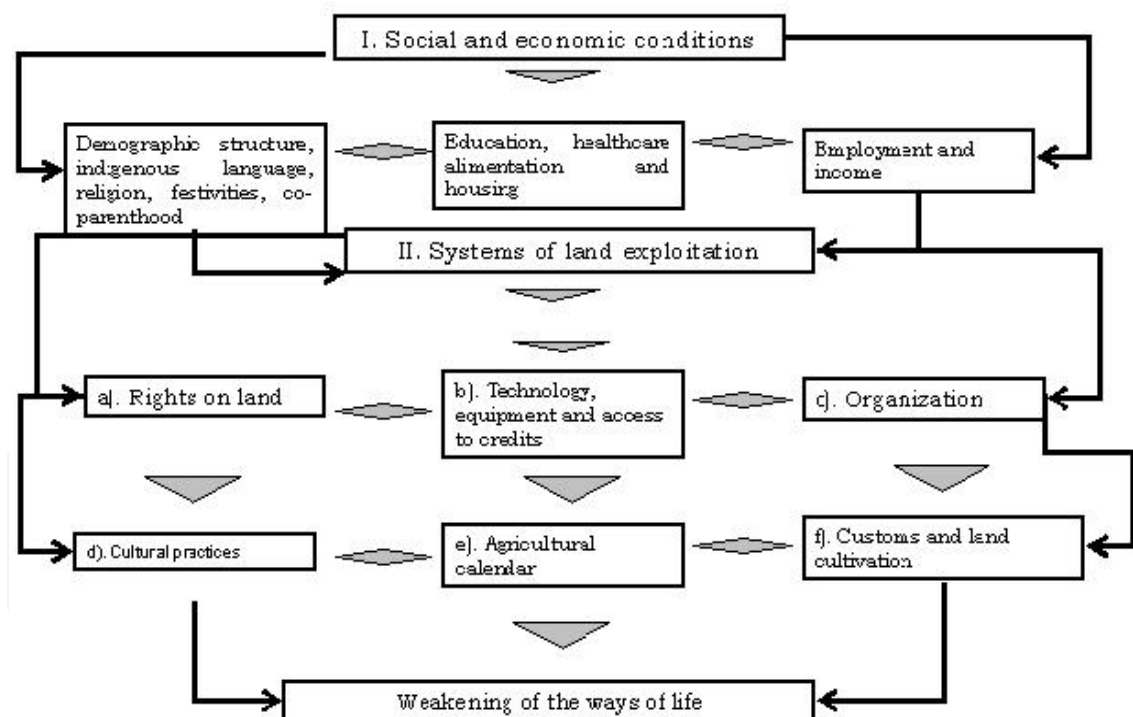 I. Social and economic conditions
Demographic structure,
indigenous language,
religion, festivities, co-
parenthood
Education, healthcare
alimentation and
housing
Employment and
income
II. Systems of land exploitation
a). Rights on land
b). Technology,
equipment and access
to credits
c). Organization
d). Cultural practices
e). Agricultural
calendar
f). Customs and land
cultivation
Weakening of the ways of life